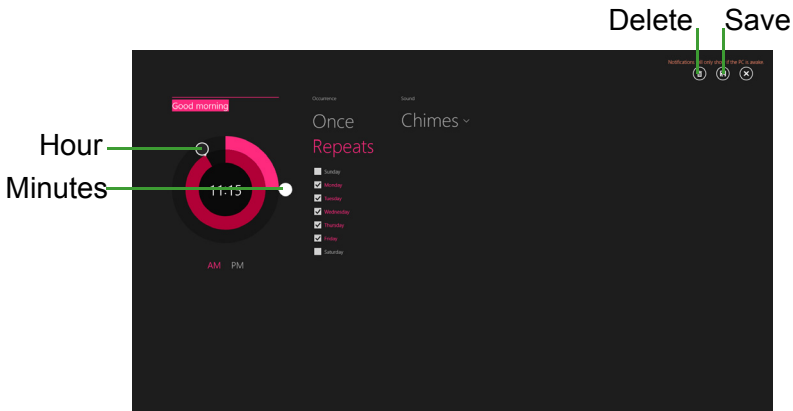 Delete Save
Notifications will only show if the PC is awake
Good morning
Occurrence
Sound
Once
Chimes
Repeats
Hour
Minutes
11:15
Sunday
Monday
Tuesday
Wednesday
Thursday
Friday
Saturday
AM PM